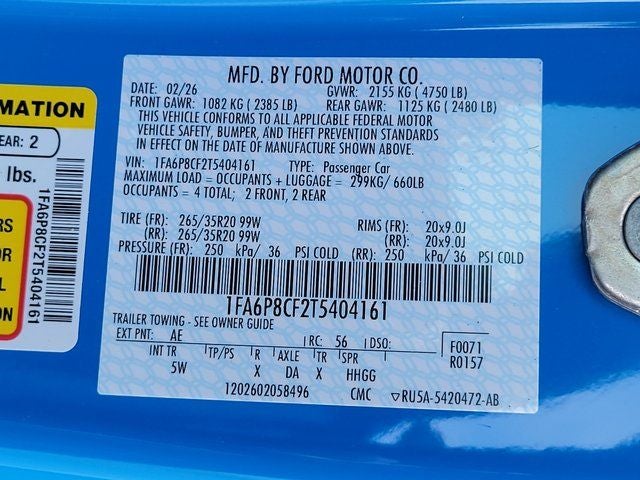 MFD. BY FORD MOTOR CO.
DATE: 02/26 GVWR: 2155 KG ( 4750 LB)
FRONT GAWR: 1082 KG ( 2385 LB) REAR GAWR: 1125 KG ( 2480 LB)
THIS VEHICLE CONFORMS TO ALL APPLICABLE FEDERAL MOTOR
VEHICLE SAFETY, BUMPER, AND THEFT PREVENTION STANDARDS
IN EFFECT ON THE DATE OF MANUFACTURE SHOWN ABOVE.
VIN: 1FA6P8CF2T5404161 TYPE: Passenger Car
MAXIMUM LOAD = OCCUPANTS + LUGGAGE = 299KG/ 660LB
OCCUPANTS = 4 TOTAL; 2 FRONT, 2 REAR
TIRE (FR): 265/35R20 99W RIMS (FR): 20x9.0J
(RR): 265/35R20 99W (RR): 20x9.0J
PRESSURE (FR): 250 kPa/ 36 PSI COLD (RR): 250 kPa/ 36 PSI COLD
1FA6P8CF2T5404161
TRAILER TOWING - SEE OWNER GUIDE
EXT PNT: AE RC: 56 DSO: F0071
R0157
INT TR TP/PS R AXLE TR SPR
5W X DA X HHGG
1202602058496 CMC RU5A-5420472-AB
MATION
EAR: 2
lbs.
1FA6P8CF2T5404161
RS
OR
L
ON